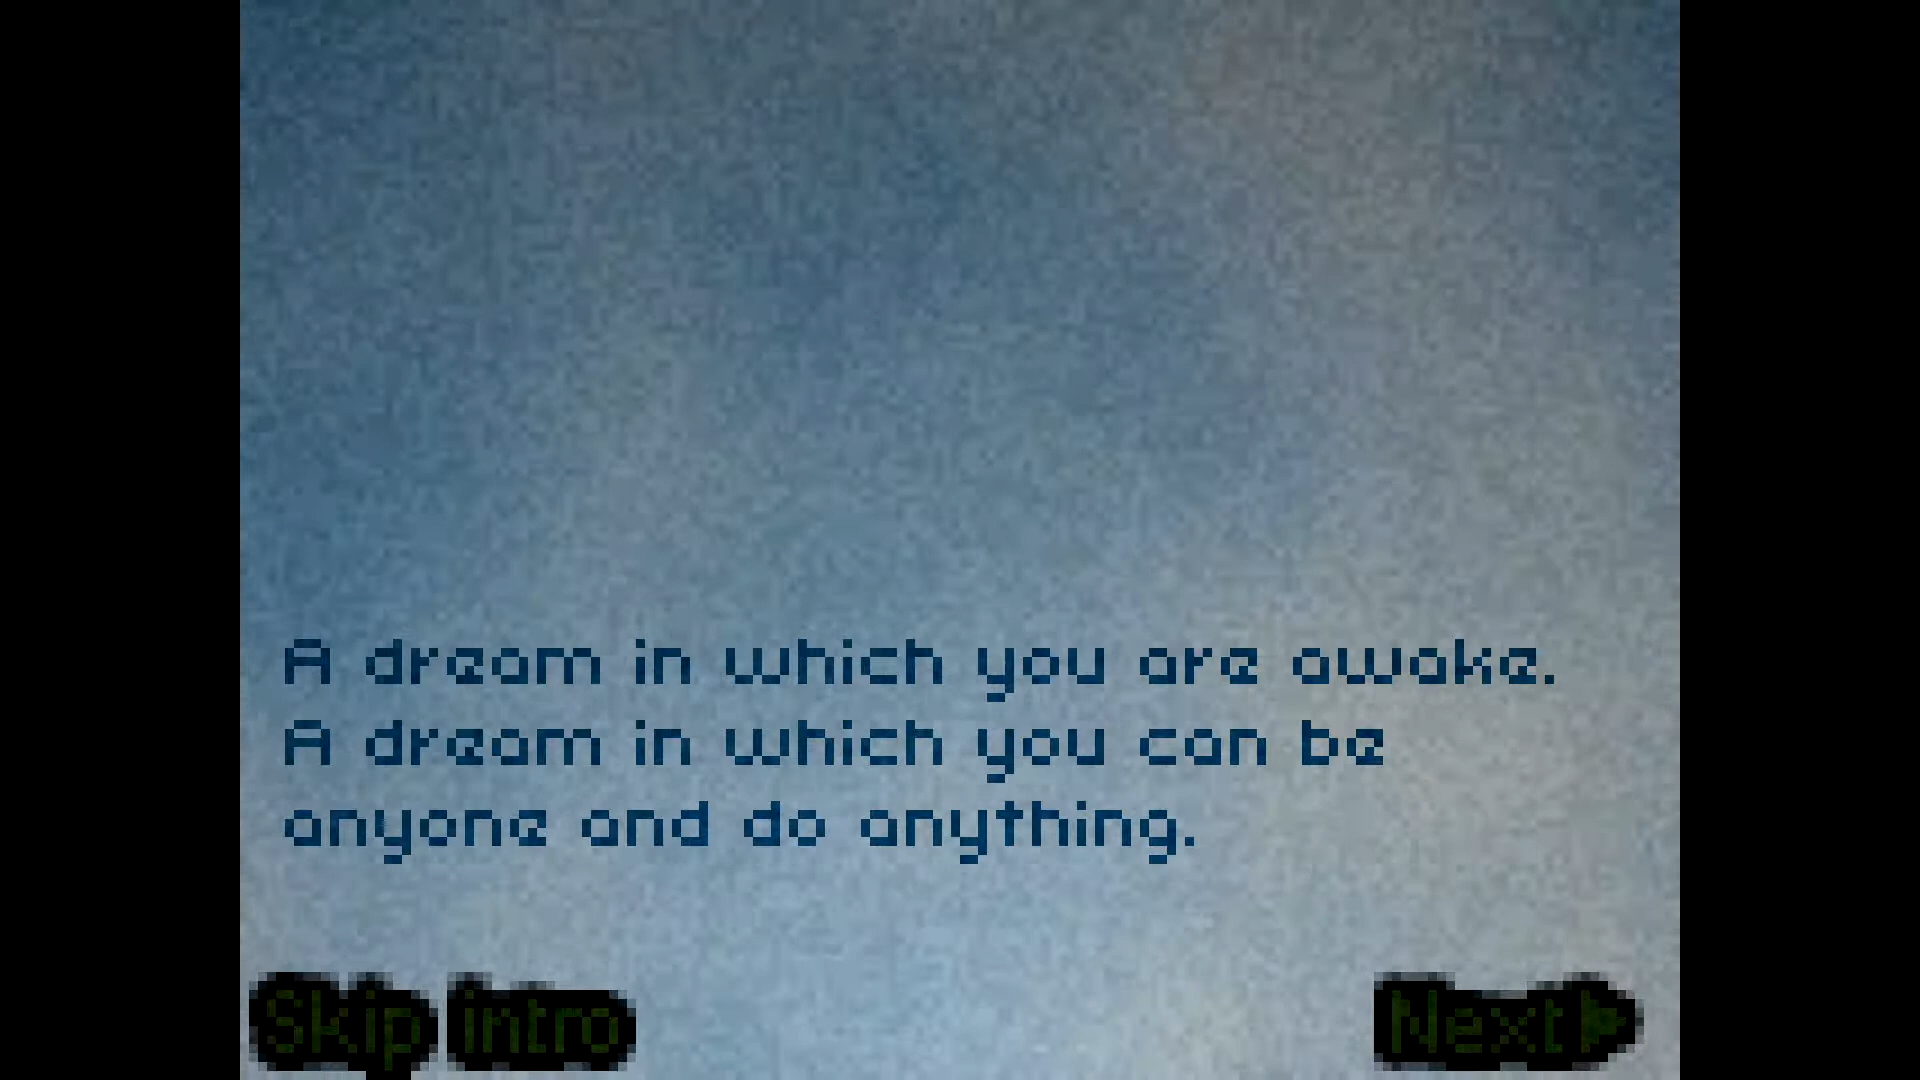 A dream in which you are awake.
A dream in which you can be
anyone and do anything.
Skip intro
Next